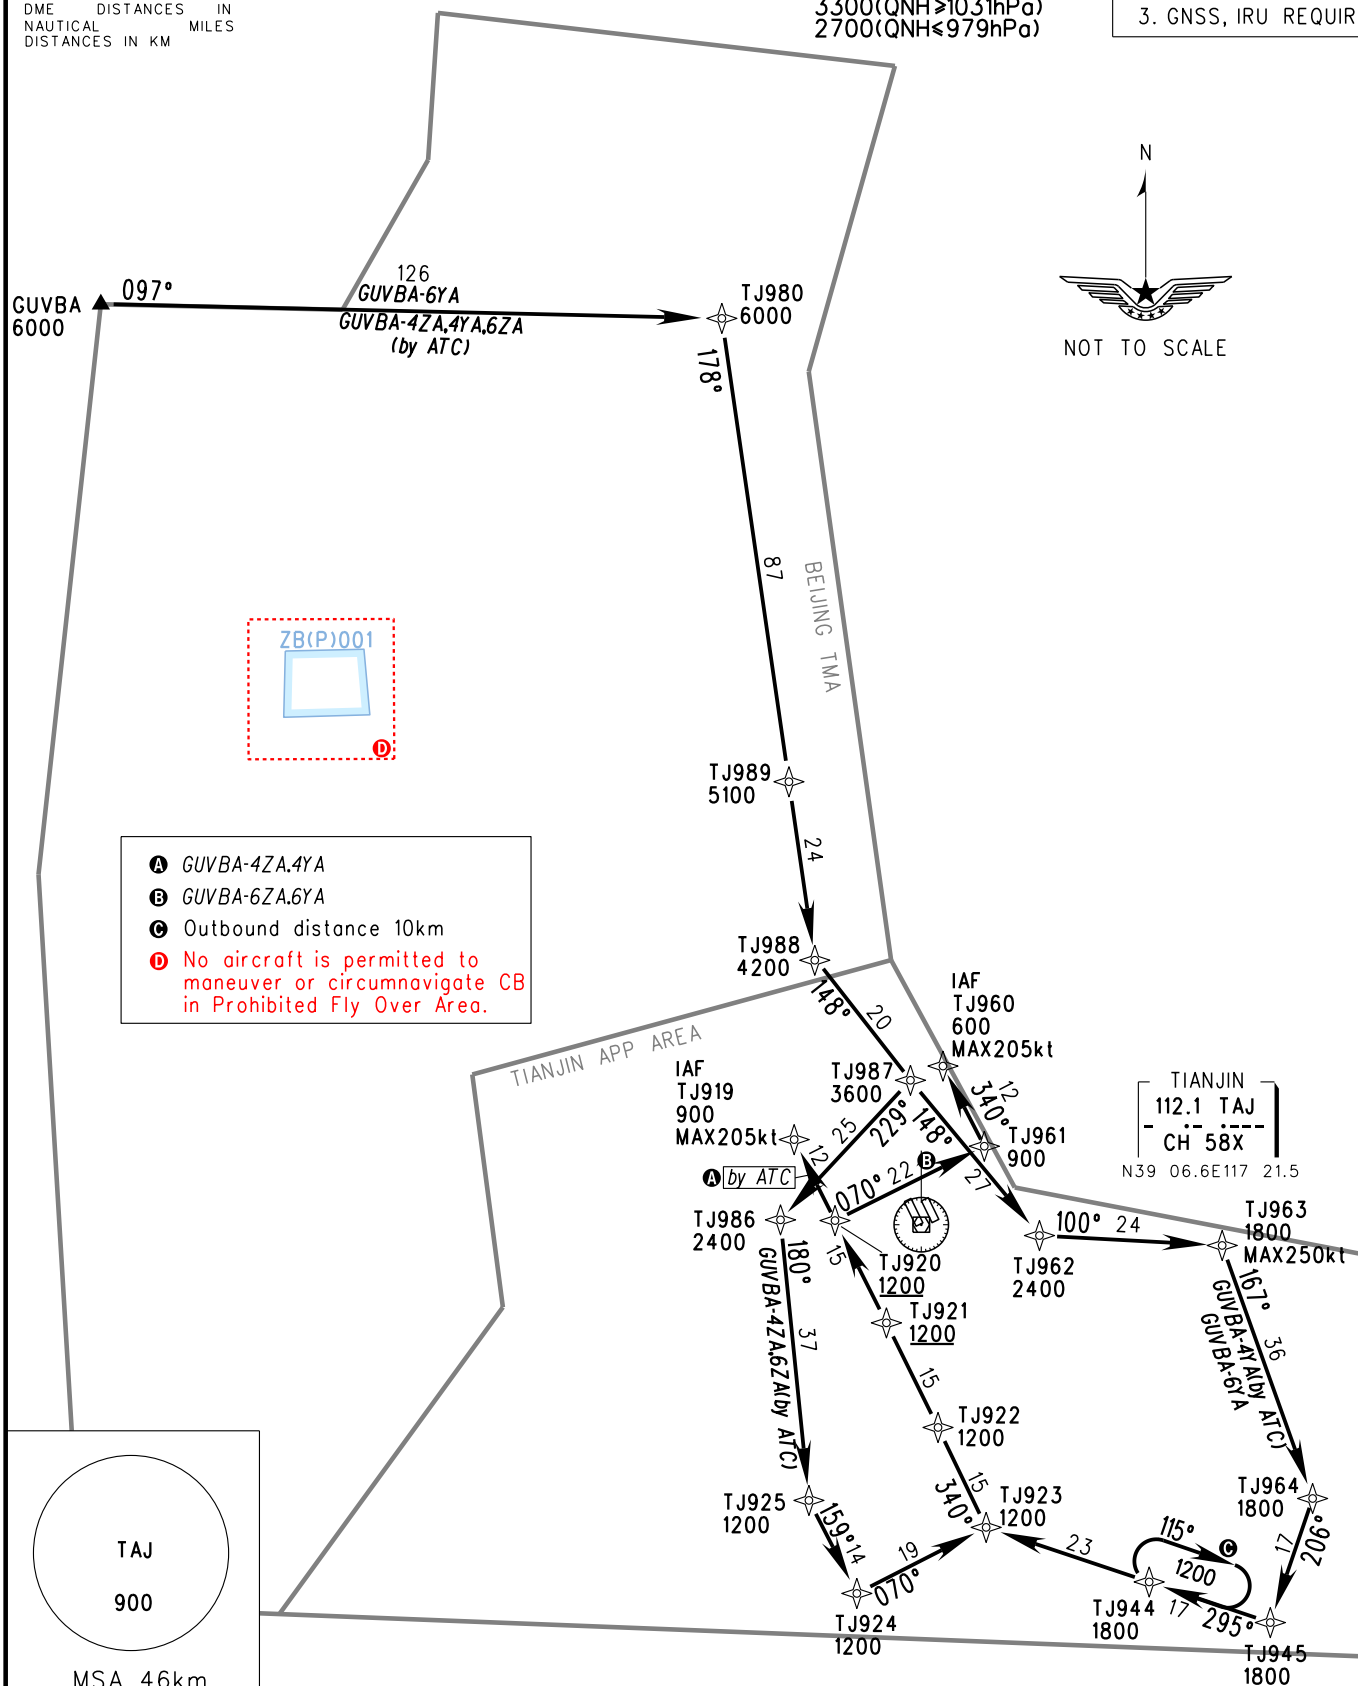 DME DISTANCES IN
NAUTICAL MILES
DISTANCES IN KM
3300(QNH≥1031hPa)
2700(QNH≤979hPa)
3. GNSS, IRU REQUIR
N
NOT TO SCALE
GUVBA
6000
097°
126
GUVBA-6YA
GUVBA-4ZA,4YA,6ZA
(by ATC)
TJ980
6000
178°
87
BEIJING TMA
ZB(P)001
D
TJ989
5100
24
A GUVBA-4ZA,4YA
B GUVBA-6ZA,6YA
C Outbound distance 10km
D No aircraft is permitted to
maneuver or circumnavigate CB
in Prohibited Fly Over Area.
TJ988
4200
148°
20
TIANJIN APP AREA
IAF
TJ960
600
MAX205kt
IAF
TJ919
900
MAX205kt
TJ987
3600
12
340°
229°
25
148°
27
TJ961
900
TIANJIN
112.1 TAJ
- ·- ·---
CH 58X
N39 06.6E117 21.5
12
A by ATC
070°
22
B
TJ986
2400
180°
15
TJ920
1200
TJ962
2400
100°
24
TJ963
1800
MAX250kt
167°
36
GUVBA-4YA(by ATC)
GUVBA-6YA
TJ921
1200
37
GUVBA-4ZA,6ZA(by ATC)
15
TJ922
1200
15
340°
TJ923
1200
TJ925
1200
159°
14
19
070°
TJ924
1200
23
115°
C
1200
TJ964
1800
206°
17
TJ944
1800
17
295°
TJ945
1800
TAJ
900
MSA 46km